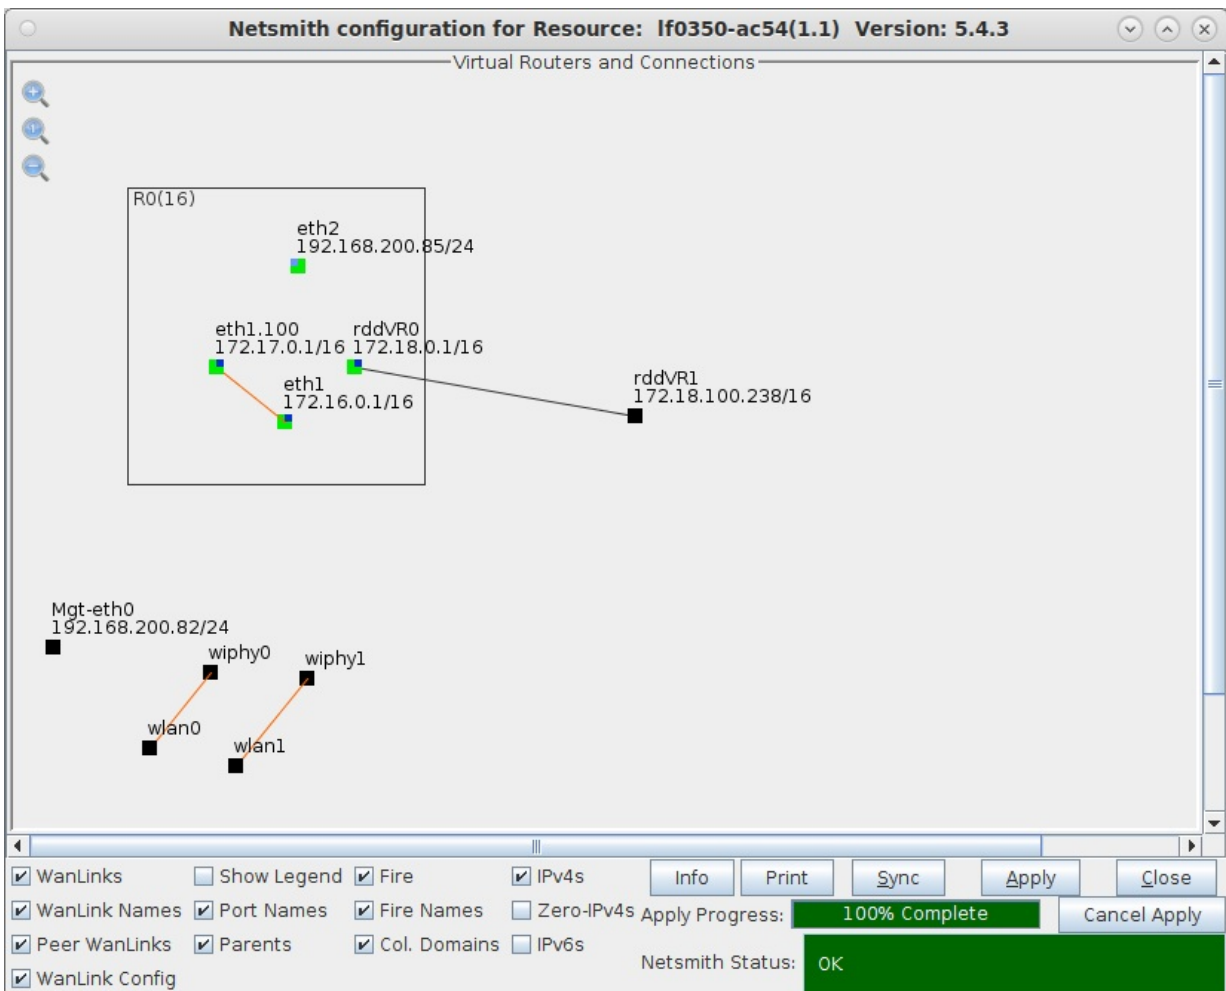 Netsmith configuration for Resource:  lf0350-ac54(1.1)  Version: 5.4.3
Virtual Routers and Connections
R0(16)
eth2
192.168.200.85/24
eth1.100
172.17.0.1/16
rddVR0
172.18.0.1/16
eth1
172.16.0.1/16
rddVR1
172.18.100.238/16
Mgt-eth0
192.168.200.82/24
wiphy0
wiphy1
wlan0
wlan1
WanLinks Show Legend Fire IPv4s Info Print Sync Apply Close
WanLink Names Port Names Fire Names Zero-IPv4s Apply Progress: 100% Complete Cancel Apply
Peer WanLinks Parents Col. Domains IPv6s
Netsmith Status: OK
WanLink Config